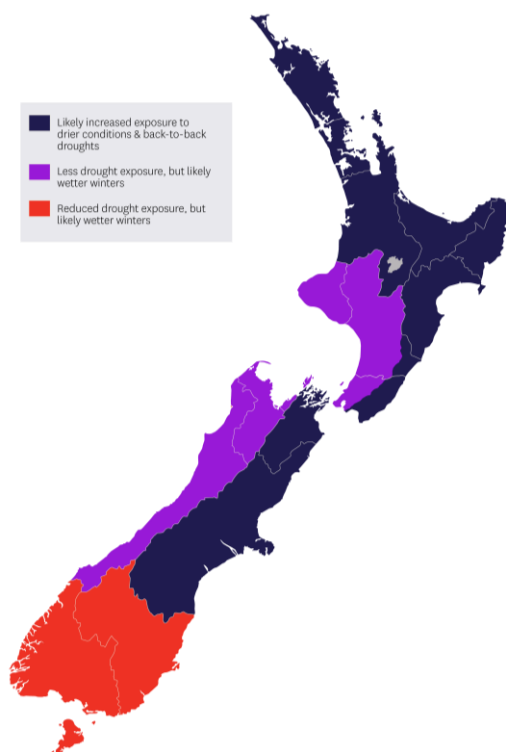 Likely increased exposure to
drier conditions & back-to-back
droughts
Less drought exposure, but likely
wetter winters
Reduced drought exposure, but
likely wetter winters